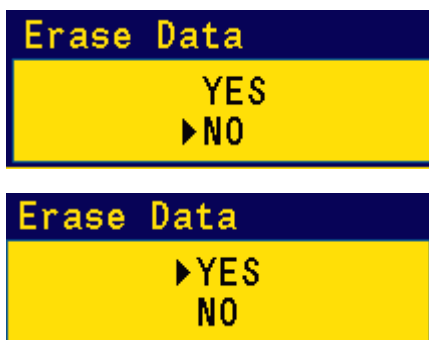 Erase Data
YES
▶NO
Erase Data
▶YES
NO